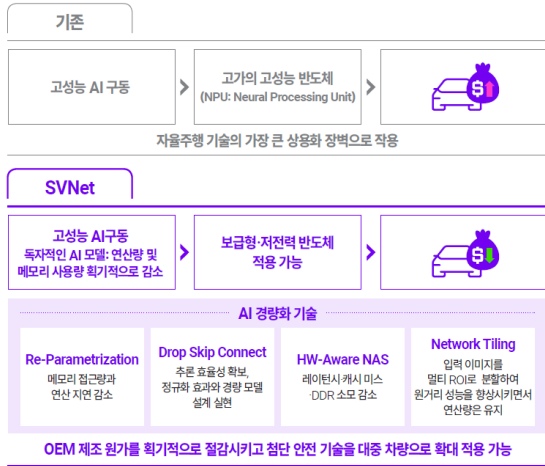 기존
고성능 AI 구동
고가의 고성능 반도체
(NPU: Neural Processing Unit)
$
자율주행 기술의 가장 큰 상용화 장벽으로 작용
SVNet
고성능 AI구동
독자적인 AI 모델: 연산량 및
메모리 사용량 획기적으로 감소
보급형·저전력 반도체
적용 가능
$
AI 경량화 기술
Re-Parametrization
메모리 접근량과
연산 지연 감소
Drop Skip Connect
추론 효율성 확보,
정규화 효과와 경량 모델
설계 실현
HW-Aware NAS
레이턴시·캐시 미스
·DDR 소모 감소
Network Tiling
입력 이미지를
멀티 ROI로 분할하여
원거리 성능을 향상시키면서
연산량은 유지
OEM 제조 원가를 획기적으로 절감시키고 첨단 안전 기술을 대중 차량으로 확대 적용 가능